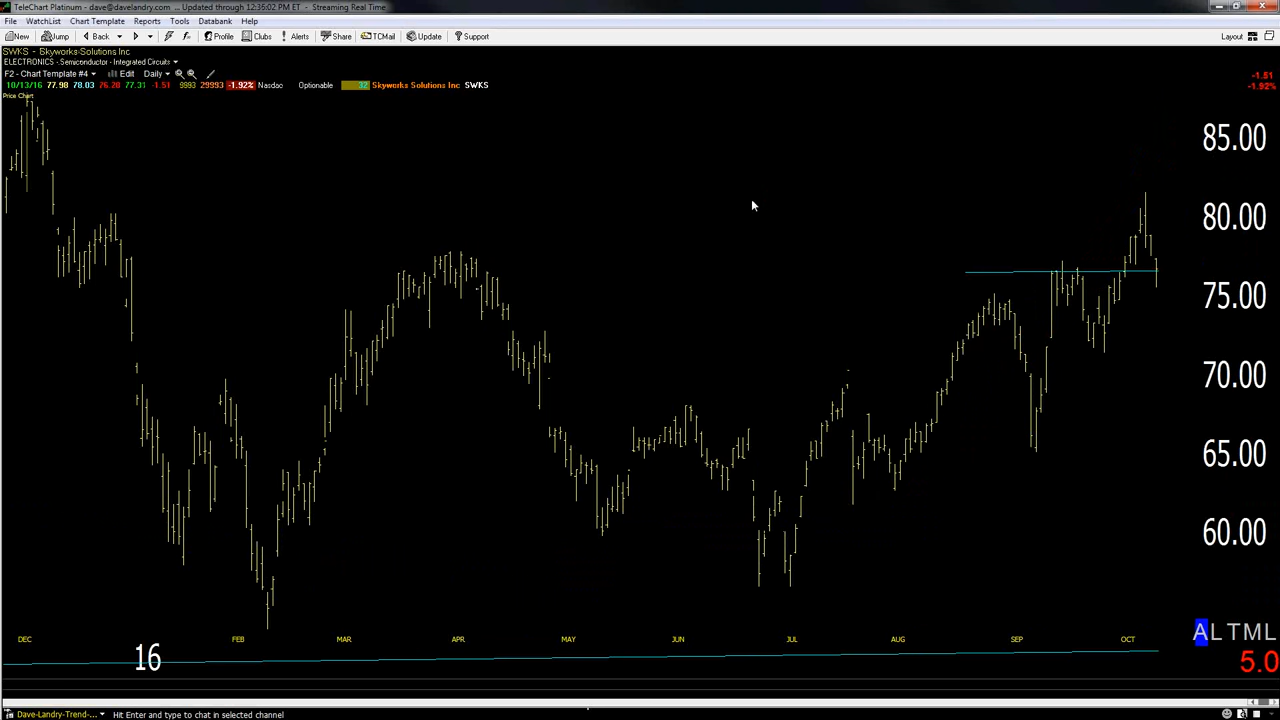 TeleChart Platinum - dave@davelandry.com ... Updated through 12:35:02 PM ET - Streaming Real Time
File WatchList Chart Template Reports Tools Databank Help
New Jump Back Profile Clubs Alerts Share TCMail Update Support Layout
SWKS - Skyworks-Solutions Inc
ELECTRONICS - Semiconductor - Integrated Circuits
F2 - Chart Template #4 Edit Daily
10/13/16 77.98 78.03 76.20 77.31 -1.51 9993 29993 -1.92% Nasdaq Optionable 32 Skyworks Solutions Inc SWKS
-1.51
-1.92%
Price Chart
85.00
80.00
75.00
70.00
65.00
60.00
ALTML
DEC FEB MAR APR MAY JUN JUL AUG SEP OCT
16
5.0
Dave-Landry-Trend-... Hit Enter and type to chat in selected channel